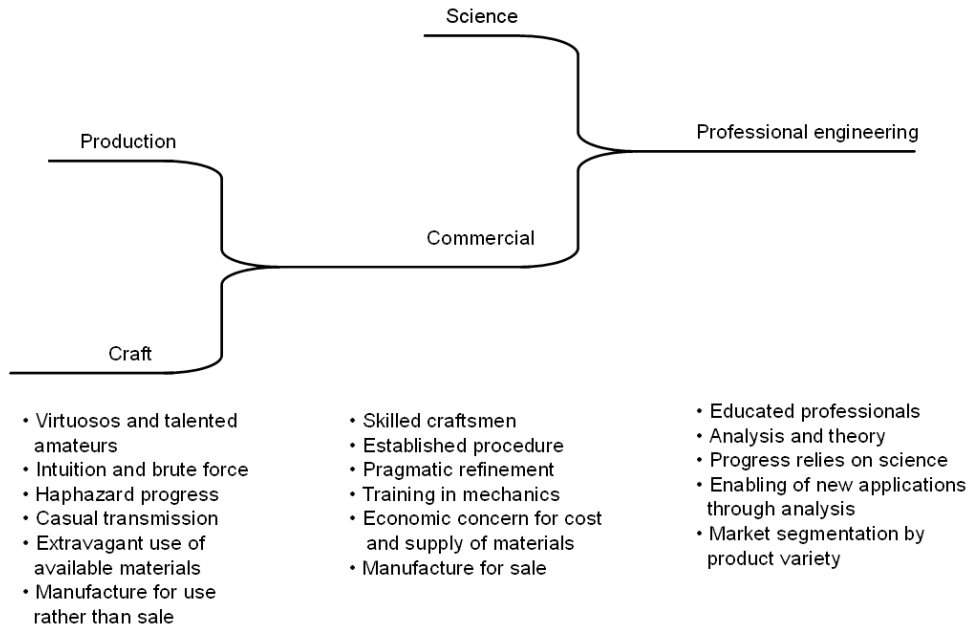 Science
Production
Professional engineering
Commercial
Craft
• Virtuosos and talented
amateurs
• Intuition and brute force
• Haphazard progress
• Casual transmission
• Extravagant use of
available materials
• Manufacture for use
rather than sale
• Skilled craftsmen
• Established procedure
• Pragmatic refinement
• Training in mechanics
• Economic concern for cost
and supply of materials
• Manufacture for sale
• Educated professionals
• Analysis and theory
• Progress relies on science
• Enabling of new applications
through analysis
• Market segmentation by
product variety